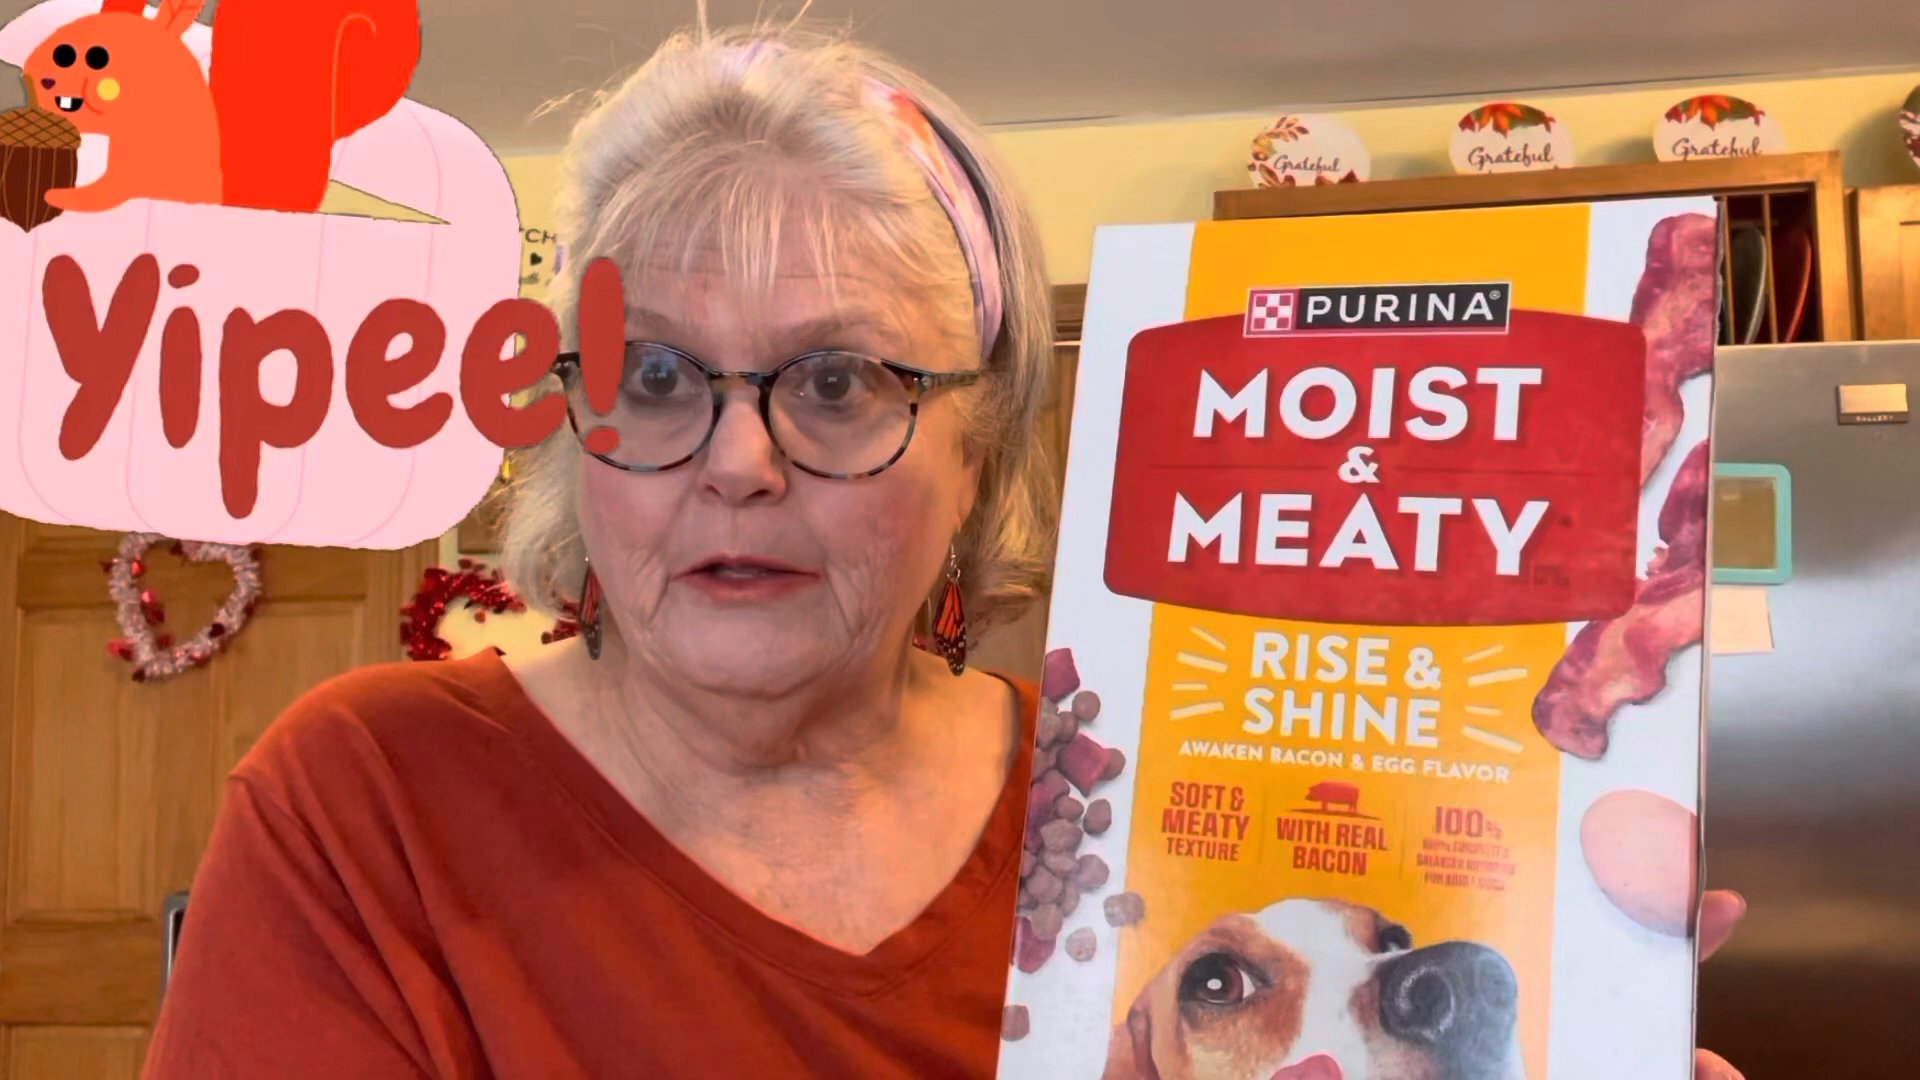 Yipee!
Grateful
Grateful
Grateful
PURINA®
MOIST
&
MEATY
RISE &
SHINE
AWAKEN BACON & EGG FLAVOR
SOFT &
MEATY
TEXTURE
WITH REAL
BACON
100%